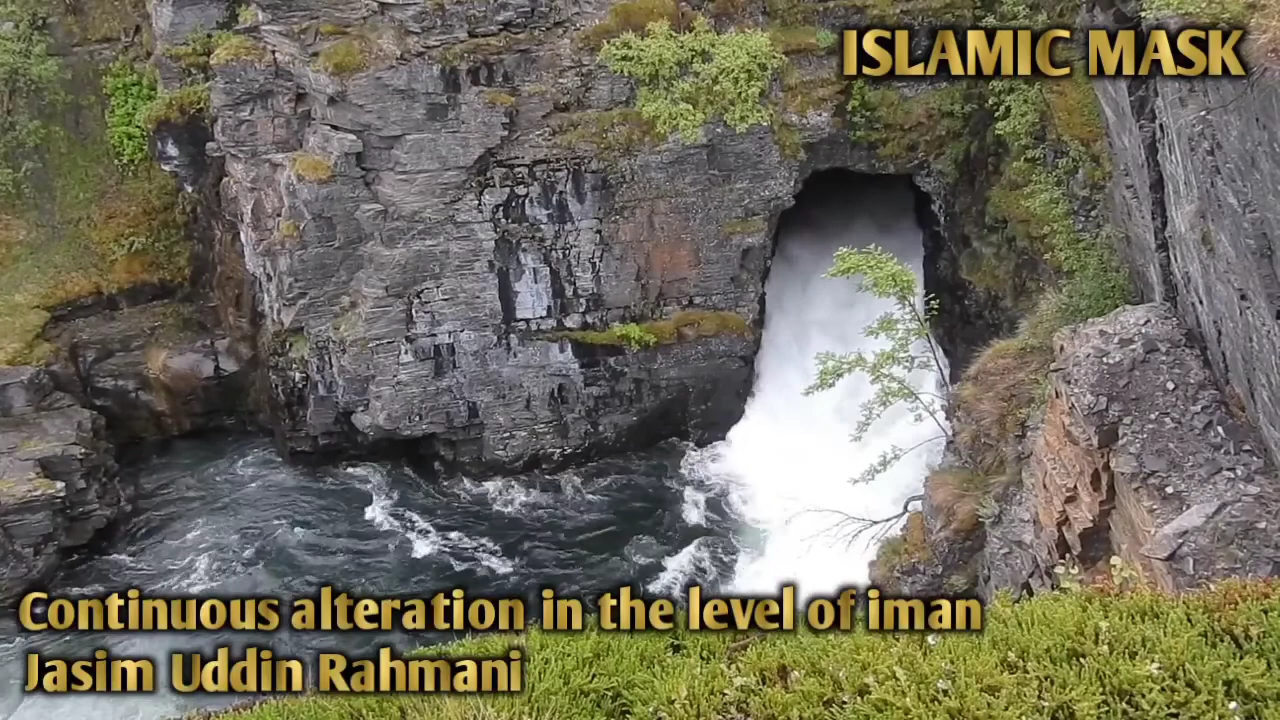 ISLAMIC MASK
Continuous alteration in the level of iman
Jasim Uddin Rahmani